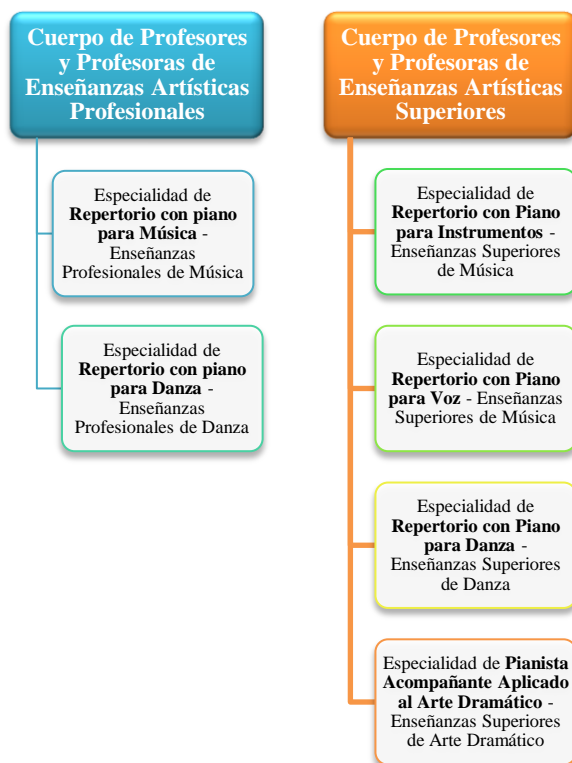 Cuerpo de Profesores
y Profesoras de
Enseñanzas Artísticas
Profesionales
Especialidad de
Repertorio con piano
para Música -
Enseñanzas
Profesionales de Música
Especialidad de
Repertorio con piano
para Danza -
Enseñanzas
Profesionales de Danza
Cuerpo de Profesores
y Profesoras de
Enseñanzas Artísticas
Superiores
Especialidad de
Repertorio con Piano
para Instrumentos -
Enseñanzas Superiores
de Música
Especialidad de
Repertorio con Piano
para Voz - Enseñanzas
Superiores de Música
Especialidad de
Repertorio con Piano
para Danza -
Enseñanzas Superiores
de Danza
Especialidad de Pianista
Acompañante Aplicado
al Arte Dramático -
Enseñanzas Superiores
de Arte Dramático